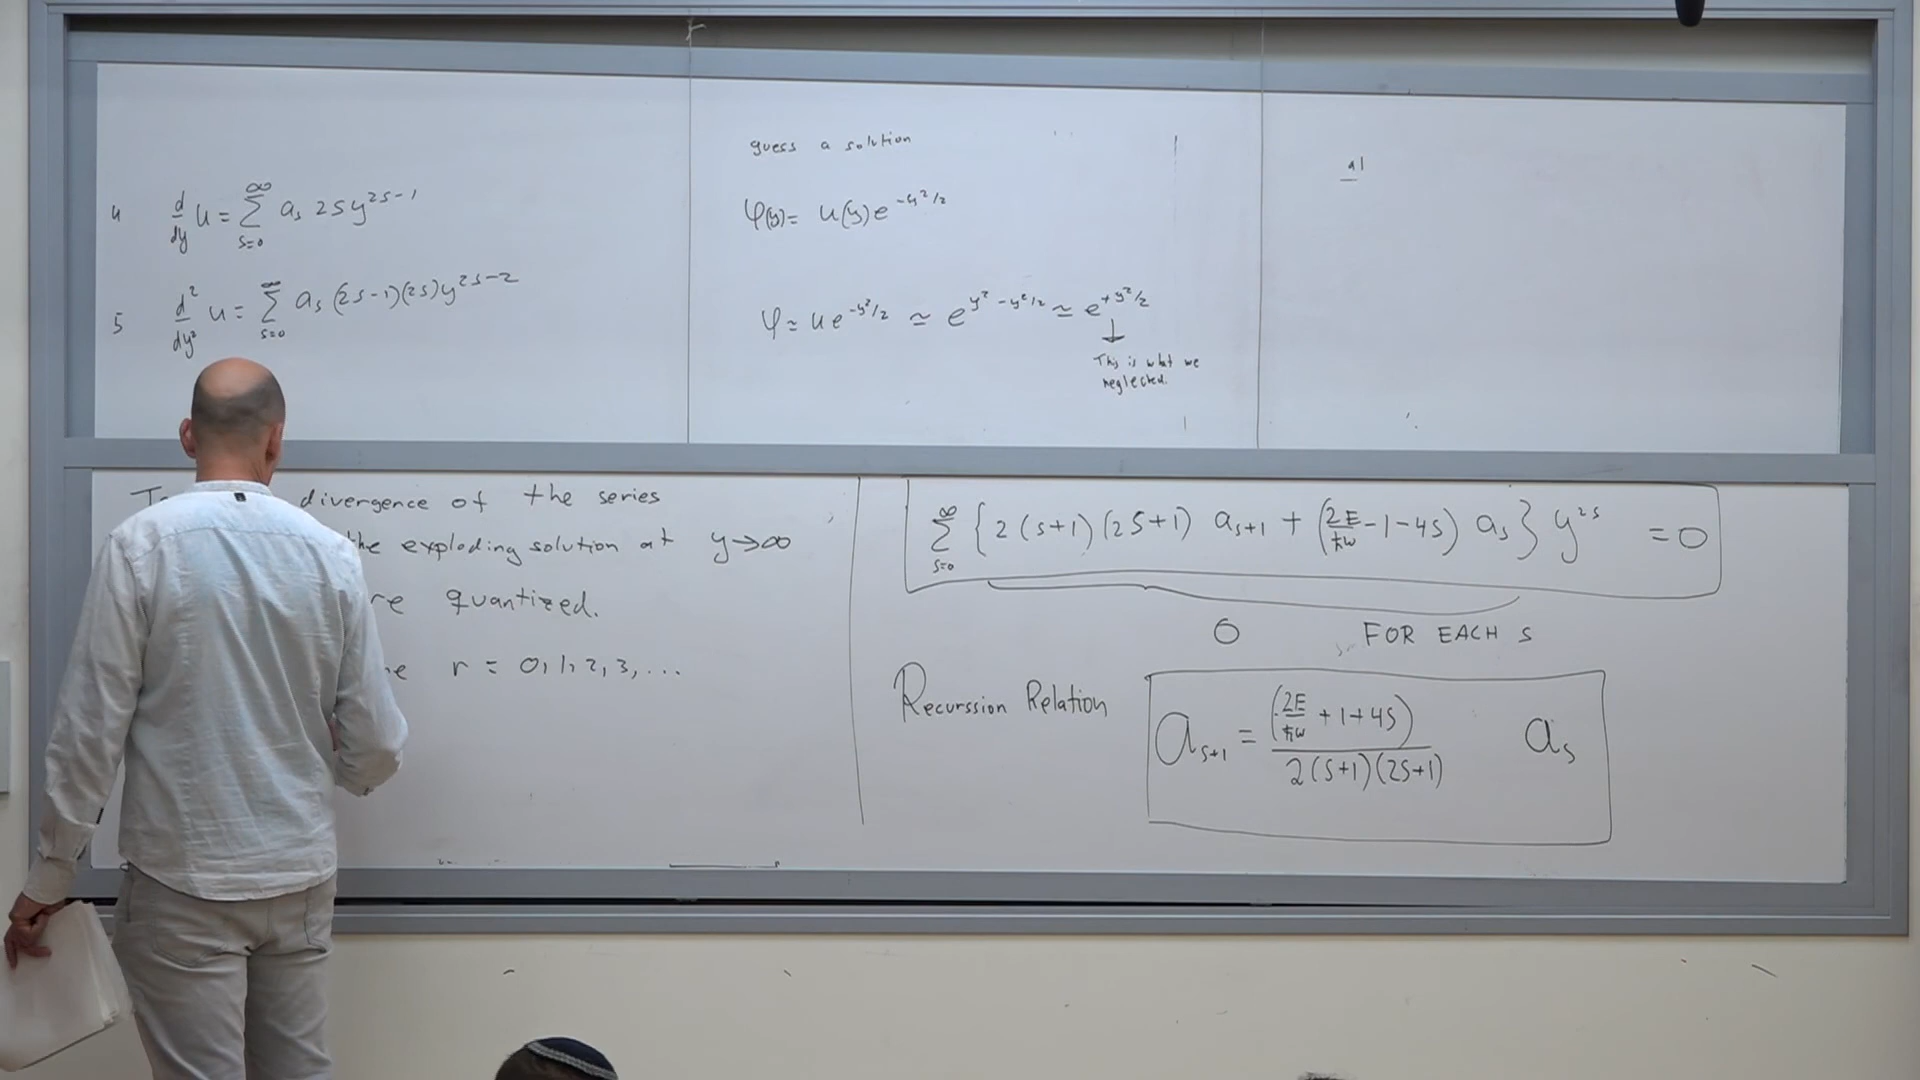 4 d/dy u = ∑_{s=0}^{∞} a_s 2s y^{2s-1}
5 d²/dy² u = ∑_{s=0}^{∞} a_s (2s-1)(2s) y^{2s-2}
guess a solution
φ(y) = u(y) e^{-y²/2}
φ ≃ u e^{-y²/2} ≃ e^{y² - y²/2} ≃ e^{+y²/2}
↓
This is what we
neglected.
a1
divergence of the series
the exploding solution at y→∞
re quantized.
r = 0, 1, 2, 3, ...
∑_{s=0}^{∞} { 2(s+1)(2s+1) a_{s+1} + (2E/ħω - 1 - 4s) a_s } y^{2s} = 0
0 FOR EACH s
Recurssion Relation a_{s+1} = (2E/ħω + 1 + 4s) / 2(s+1)(2s+1) a_s